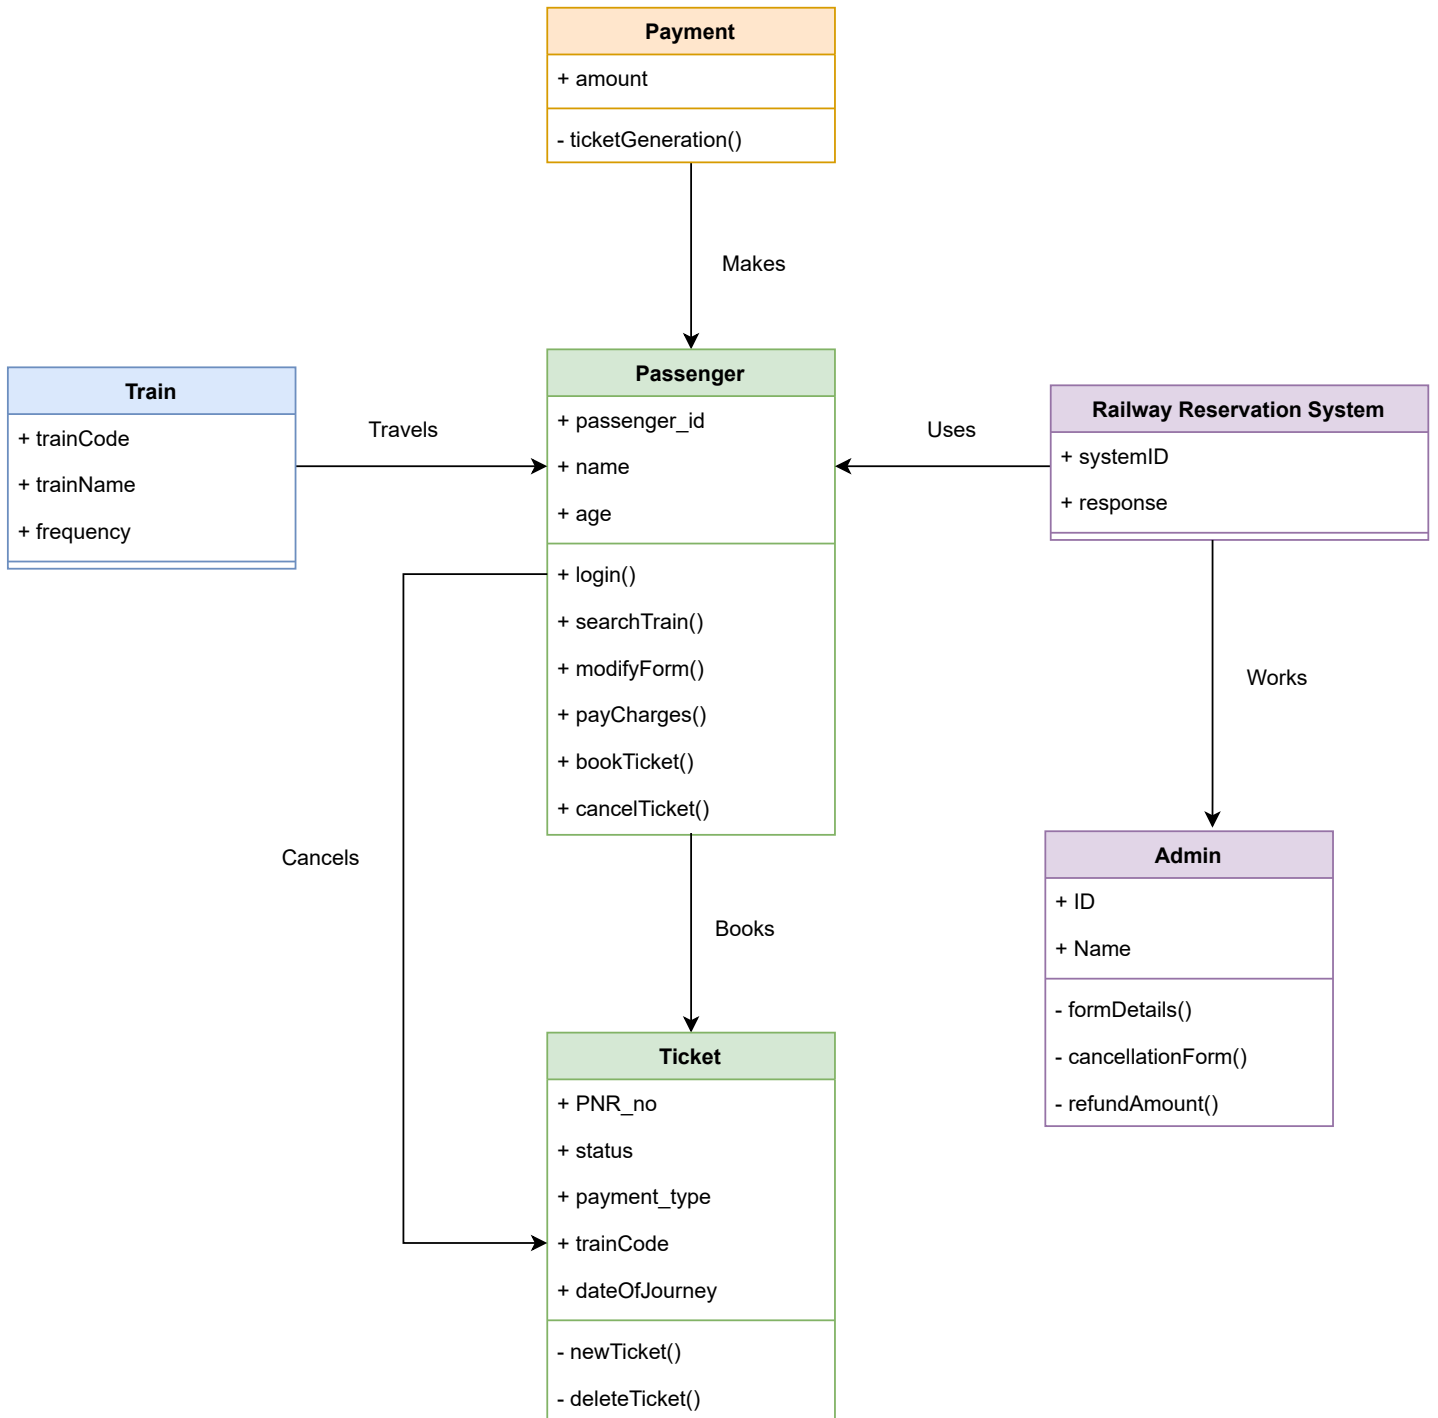 Payment
+ amount
- ticketGeneration()
Makes
Train
+ trainCode
+ trainName
+ frequency
Travels
Passenger
+ passenger_id
+ name
+ age
+ login()
+ searchTrain()
+ modifyForm()
+ payCharges()
+ bookTicket()
+ cancelTicket()
Uses
Railway Reservation System
+ systemID
+ response
Works
Cancels
Books
Admin
+ ID
+ Name
- formDetails()
- cancellationForm()
- refundAmount()
Ticket
+ PNR_no
+ status
+ payment_type
+ trainCode
+ dateOfJourney
- newTicket()
- deleteTicket()